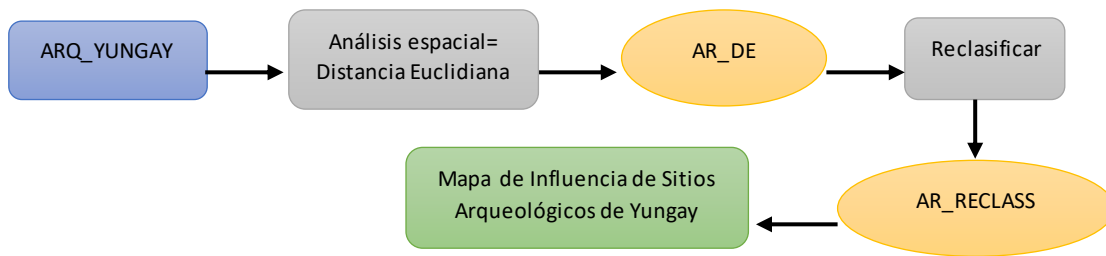 ARQ_YUNGAY
Análisis espacial=
Distancia Euclidiana
AR_DE
Reclasificar
AR_RECLASS
Mapa de Influencia de Sitios
Arqueológicos de Yungay